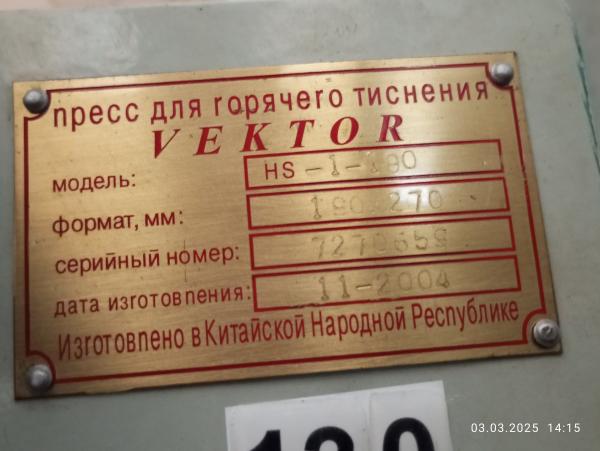 пресс для горячего тиснения
VEKTOR
модель: HS -1-190
формат, мм: 190×270
серийный номер: 7270659
дата изготовления: 11-2004
Изготовлено в Китайской Народной Республике
03.03.2025 14:15